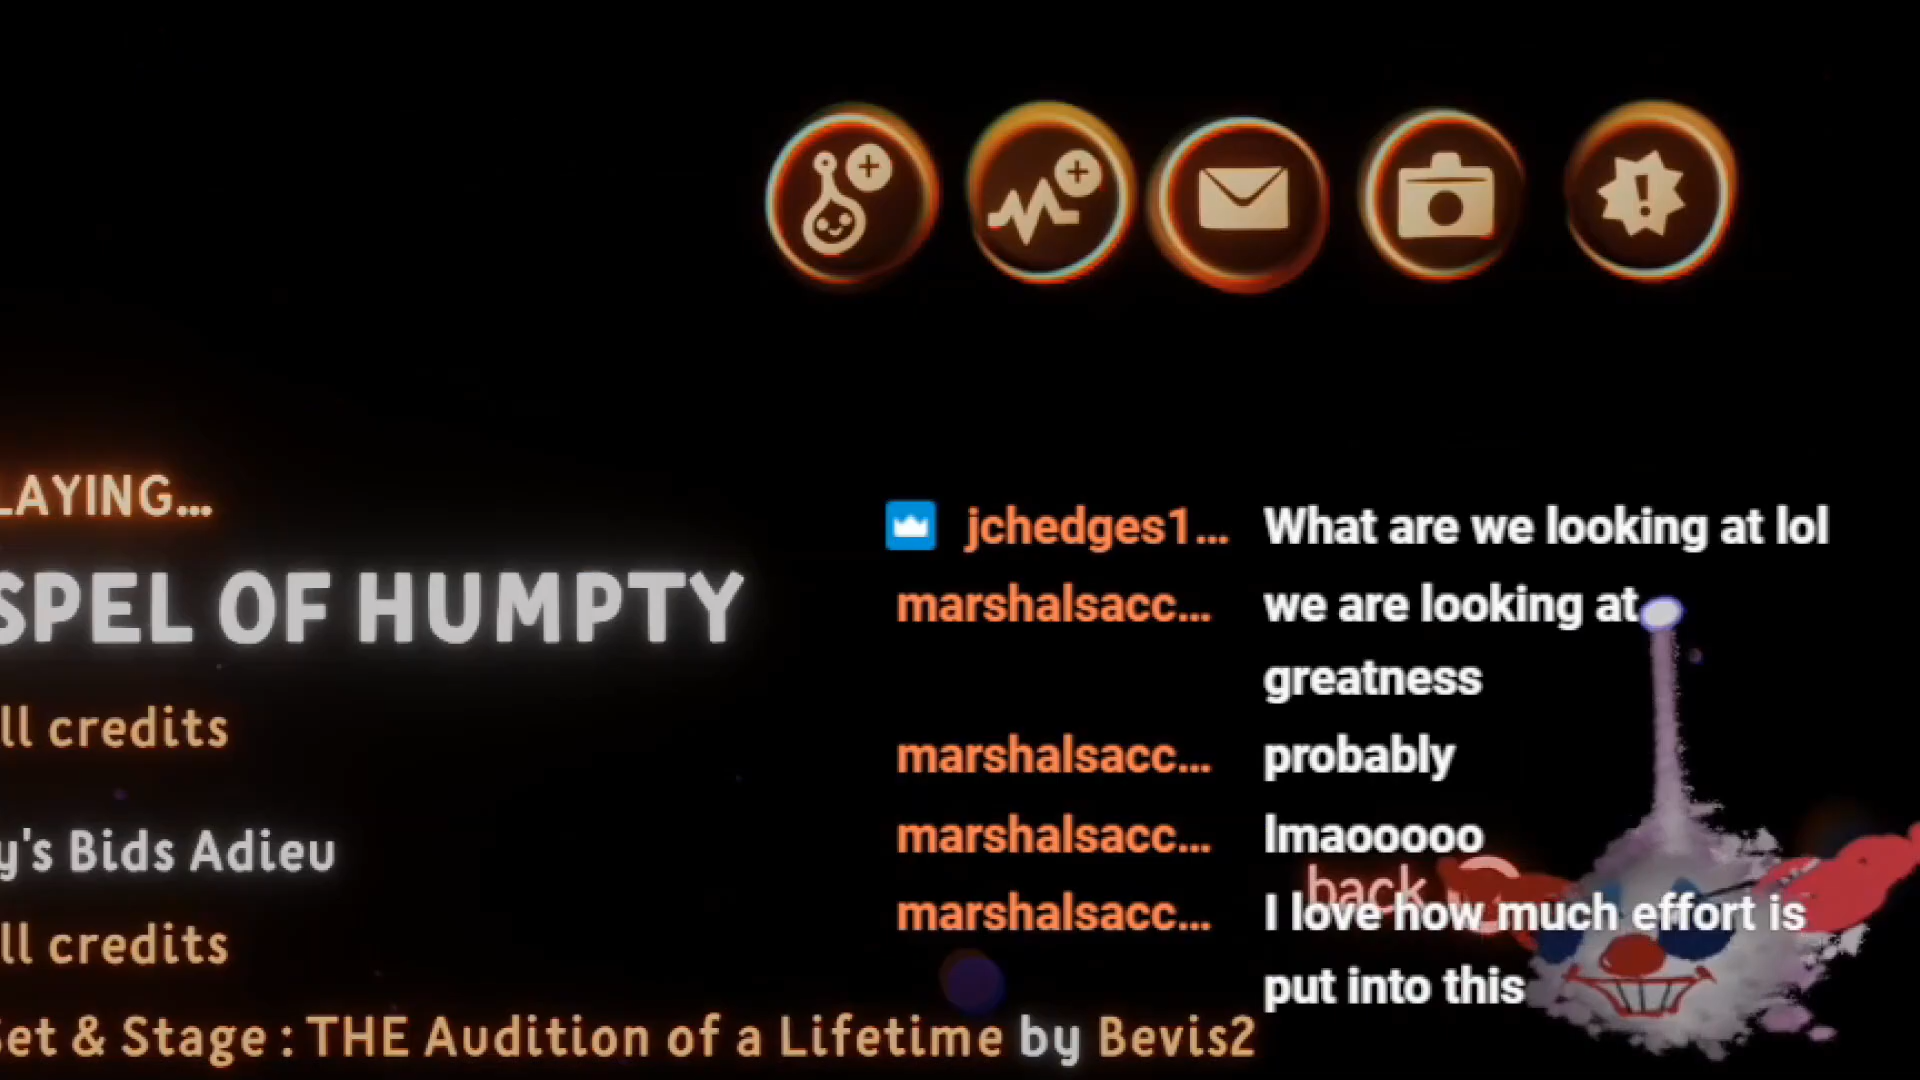 LAYING...
SPEL OF HUMPTY
ll credits
y's Bids Adieu
ll credits
Set & Stage : THE Audition of a Lifetime by Bevis2
jchedges1... What are we looking at lol
marshalsacc... we are looking at
greatness
marshalsacc... probably
marshalsacc... lmaooooo
back
marshalsacc... I love how much effort is
put into this